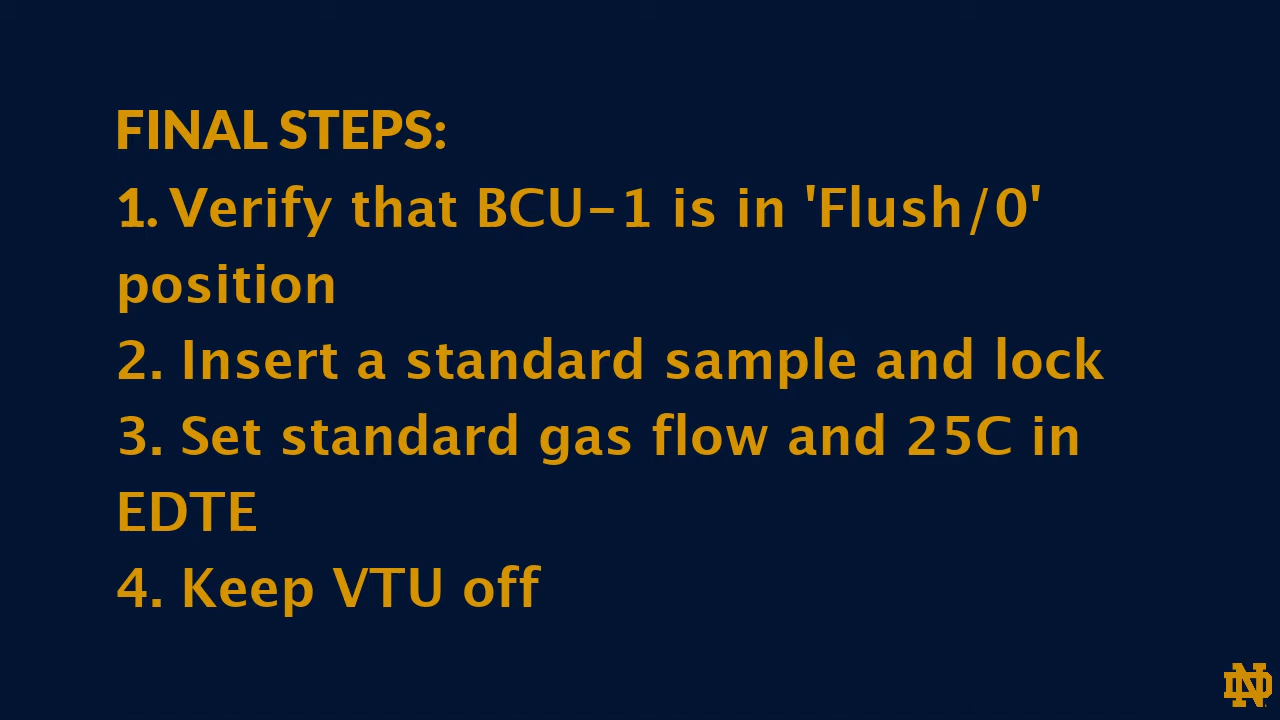 FINAL STEPS:
1. Verify that BCU-1 is in 'Flush/0'
position
2. Insert a standard sample and lock
3. Set standard gas flow and 25C in
EDTE
4. Keep VTU off
ND